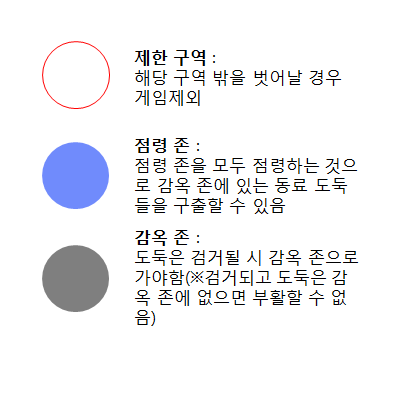 제한 구역 :
해당 구역 밖을 벗어날 경우
게임제외
점령 존 :
점령 존을 모두 점령하는 것으
로 감옥 존에 있는 동료 도둑
들을 구출할 수 있음
감옥 존 :
도둑은 검거될 시 감옥 존으로
가야함(※검거되고 도둑은 감
옥 존에 없으면 부활할 수 없
음)